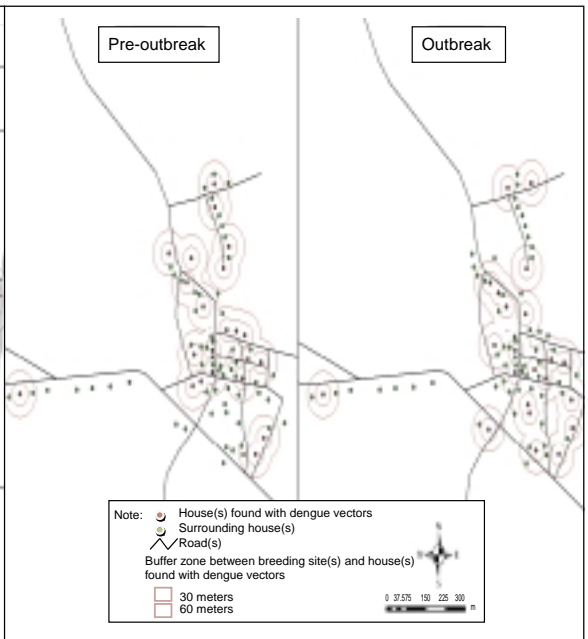 Pre-outbreak
Outbreak
Note:
House(s) found with dengue vectors
Surrounding house(s)
Road(s)
Buffer zone between breeding site(s) and house(s)
found with dengue vectors
30 meters
60 meters
N
E
S
0 37.575 150 225 300 m